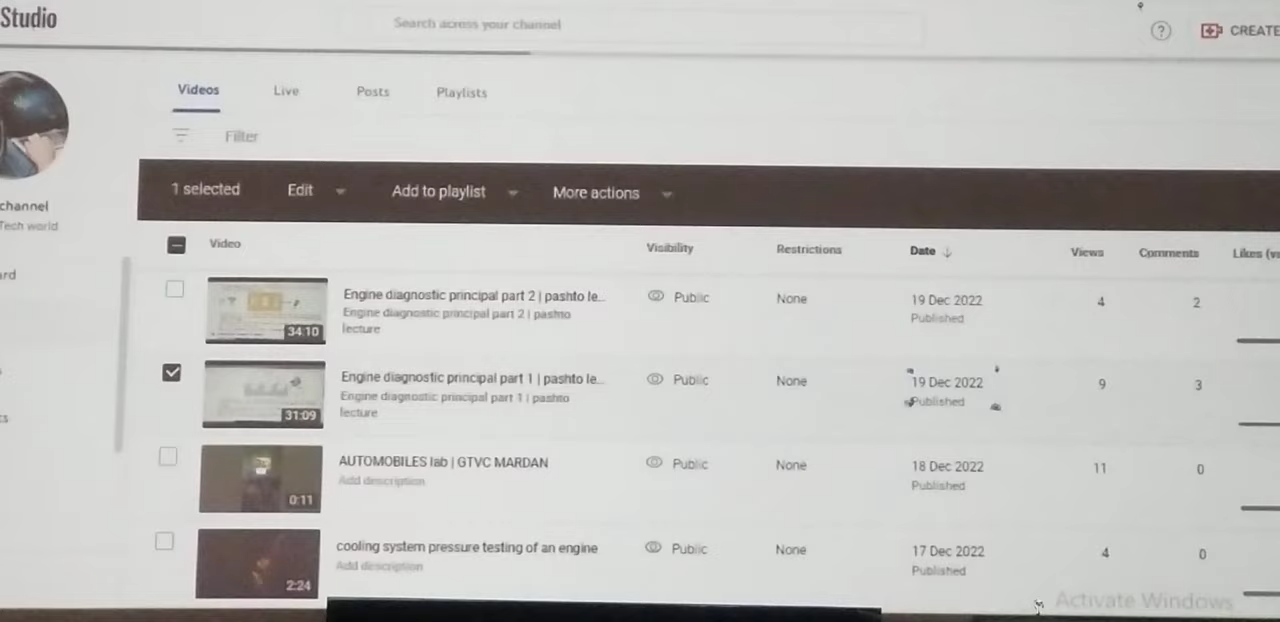 Studio
Search across your channel
CREATE
Videos Live Posts Playlists
Filter
channel
Tech world
1 selected Edit Add to playlist More actions
Video Visibility Restrictions Date Views Comments Likes
34:10 Engine diagnostic principal part 2 | pashto le... Public None 19 Dec 2022 4 2
Engine diagnostic principal part 2 | pashto Published
lecture
Engine diagnostic principal part 1 | pashto le... Public None 19 Dec 2022 9 3
Engine diagnostic principal part 1 | pashto Published
31:09 lecture
AUTOMOBILES lab | GTVC MARDAN Public None 18 Dec 2022 11 0
Add description Published
0:11
cooling system pressure testing of an engine Public None 17 Dec 2022 4 0
Add description Published
2:24
Activate Windows